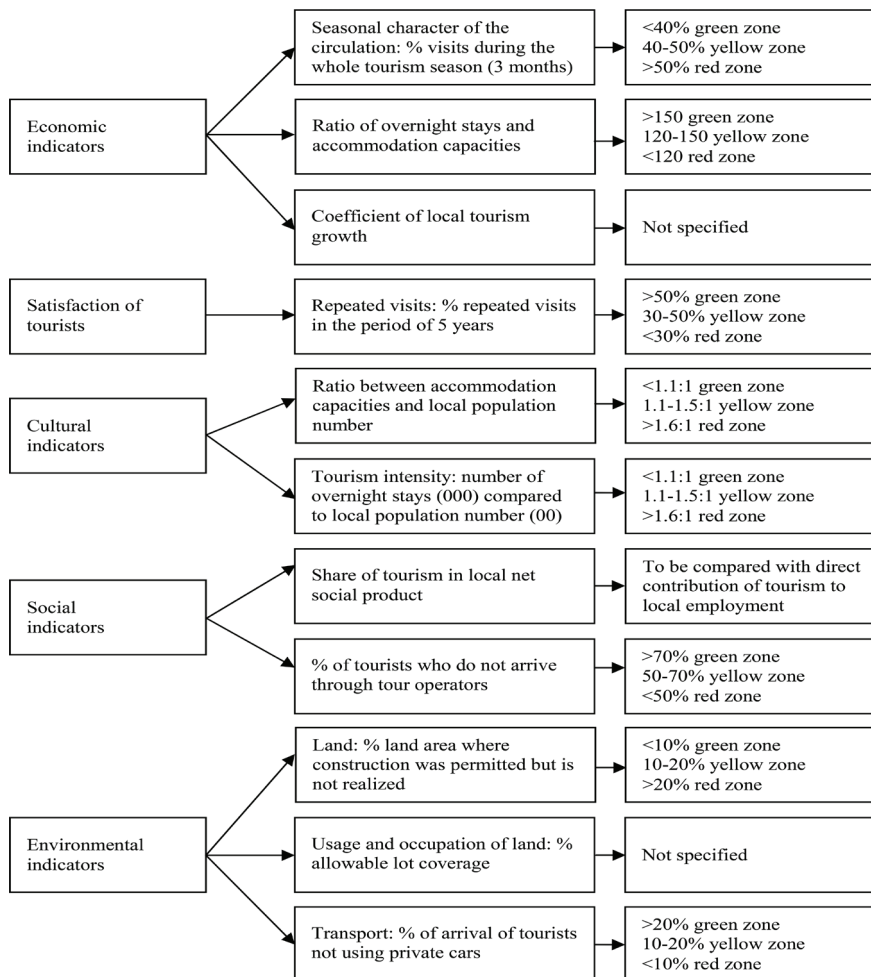 Economic
indicators
Seasonal character of the
circulation: % visits during the
whole tourism season (3 months)
<40% green zone
40-50% yellow zone
>50% red zone
Ratio of overnight stays and
accommodation capacities
>150 green zone
120-150 yellow zone
<120 red zone
Coefficient of local tourism
growth
Not specified
Satisfaction of
tourists
Repeated visits: % repeated visits
in the period of 5 years
>50% green zone
30-50% yellow zone
<30% red zone
Cultural
indicators
Ratio between accommodation
capacities and local population
number
<1.1:1 green zone
1.1-1.5:1 yellow zone
>1.6:1 red zone
Tourism intensity: number of
overnight stays (000) compared
to local population number (00)
<1.1:1 green zone
1.1-1.5:1 yellow zone
>1.6:1 red zone
Social
indicators
Share of tourism in local net
social product
To be compared with direct
contribution of tourism to
local employment
% of tourists who do not arrive
through tour operators
>70% green zone
50-70% yellow zone
<50% red zone
Environmental
indicators
Land: % land area where
construction was permitted but is
not realized
<10% green zone
10-20% yellow zone
>20% red zone
Usage and occupation of land: %
allowable lot coverage
Not specified
Transport: % of arrival of tourists
not using private cars
>20% green zone
10-20% yellow zone
<10% red zone